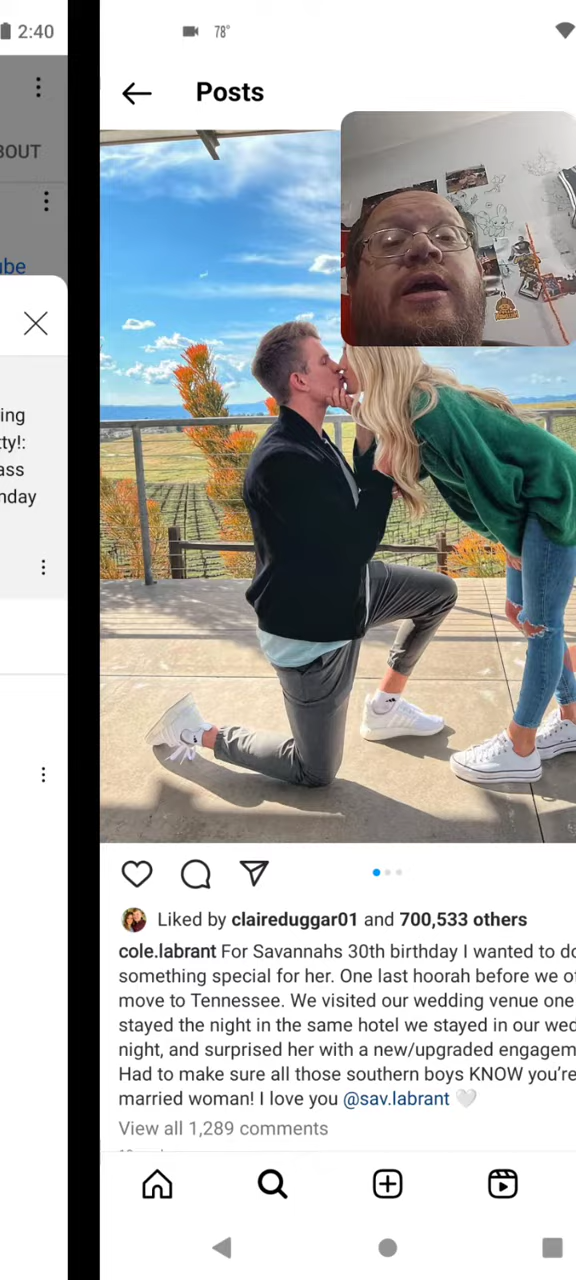 2:40
BOUT
ube
ing
tty!:
ass
nday
78°
Posts
Liked by claireduggar01 and 700,533 others
cole.labrant For Savannahs 30th birthday I wanted to do
something special for her. One last hoorah before we of
move to Tennessee. We visited our wedding venue one
stayed the night in the same hotel we stayed in our wed
night, and surprised her with a new/upgraded engagem
Had to make sure all those southern boys KNOW you're
married woman! I love you @sav.labrant 🤍
View all 1,289 comments